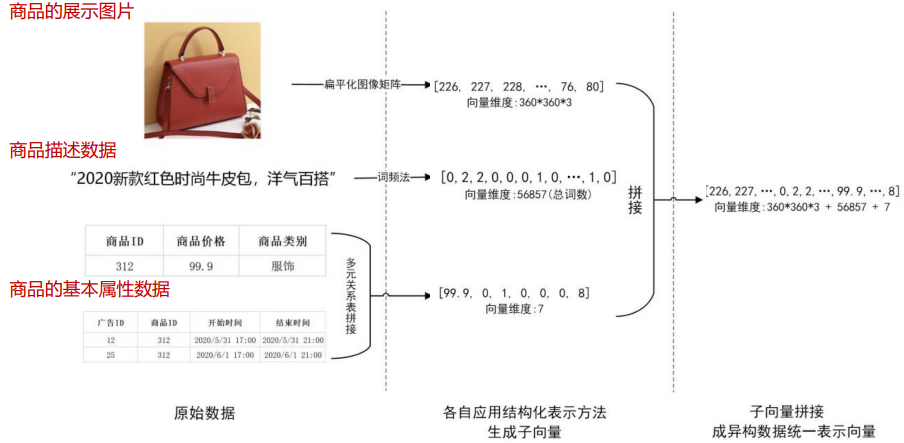 商品的展示图片
扁平化图像矩阵
[226, 227, 228, …, 76, 80]
向量维度:360*360*3
商品描述数据
“2020新款红色时尚牛皮包，洋气百搭”
词频法
[0,2,2,0,0,0,1,0,…,1,0]
向量维度:56857(总词数)
拼接
[226,227,…,0,2,2,…,99.9,…,8]
向量维度:360*360*3 + 56857 + 7
商品ID 商品价格 商品类别
312 99.9 服饰
多元关系表拼接
商品的基本属性数据
[99.9, 0, 1, 0, 0, 0, 8]
向量维度:7
广告ID 商品ID 开始时间 结束时间
12 312 2020/5/31 17:00 2020/5/31 21:00
25 312 2020/6/1 17:00 2020/6/1 21:00
原始数据
各自应用结构化表示方法
生成子向量
子向量拼接
成异构数据统一表示向量